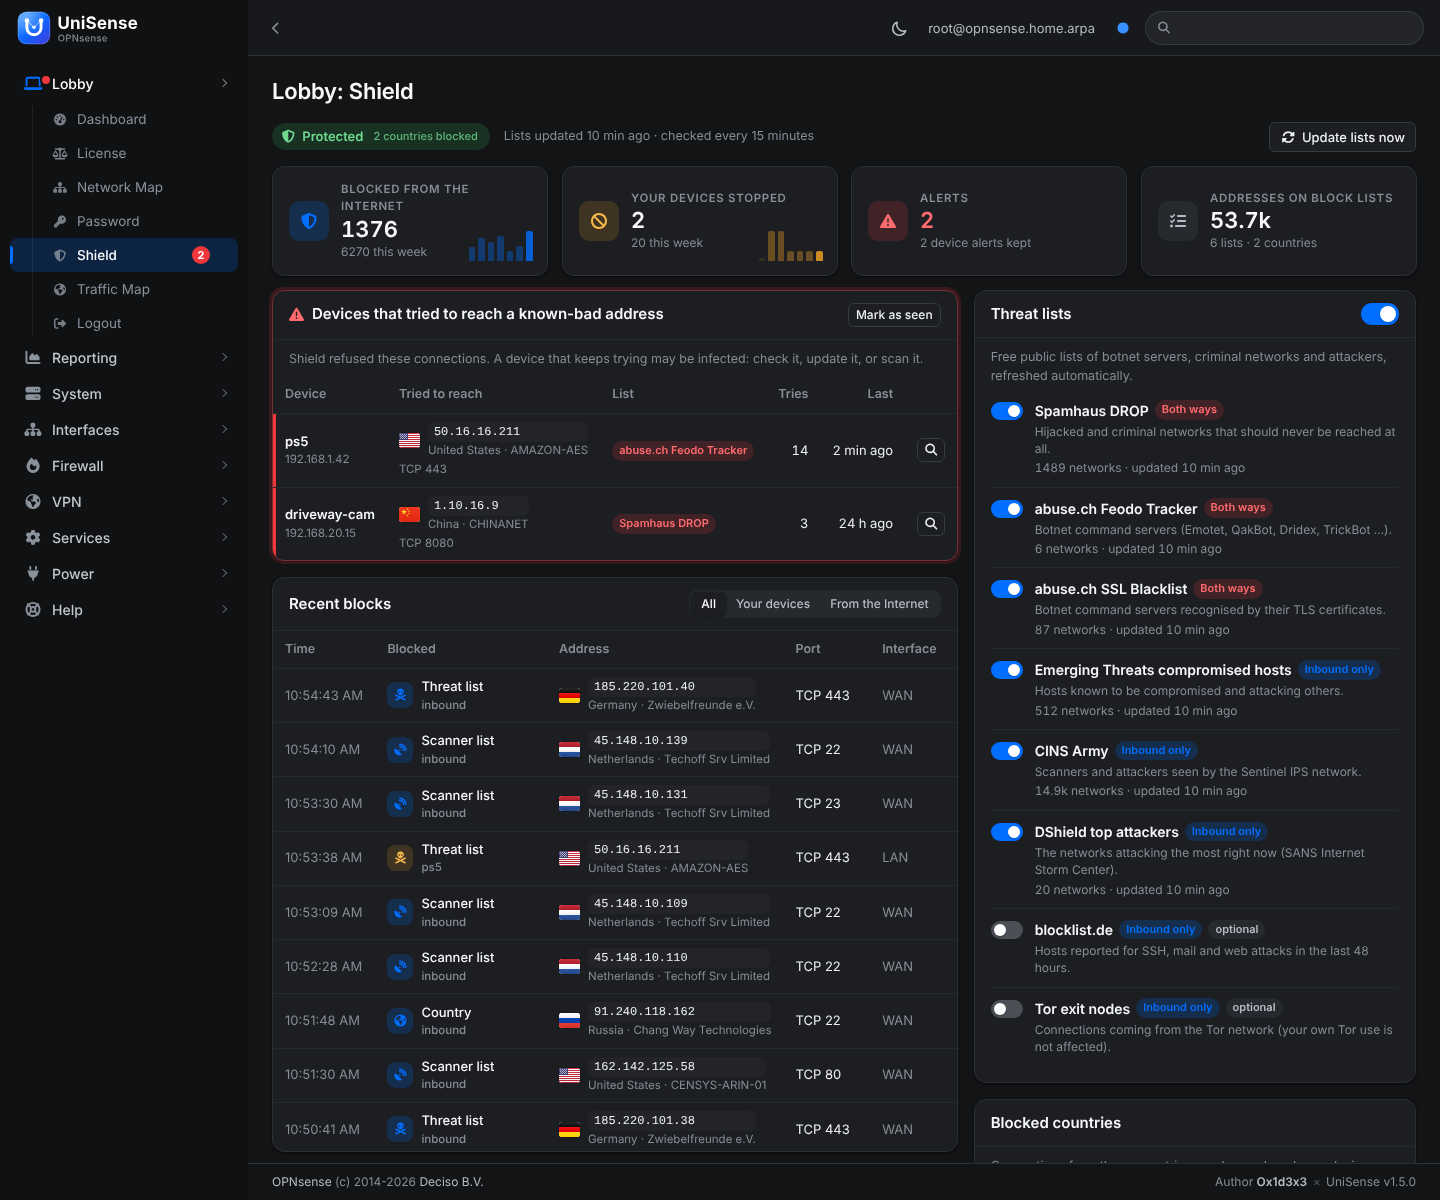 UniSense
OPNsense
root@opnsense.home.arpa
Lobby
Dashboard
License
Network Map
Password
Shield
2
Traffic Map
Logout
Reporting
System
Interfaces
Firewall
VPN
Services
Power
Help
Lobby: Shield
Protected 2 countries blocked
Lists updated 10 min ago · checked every 15 minutes
Update lists now
BLOCKED FROM THE
INTERNET
1376
6270 this week
YOUR DEVICES STOPPED
2
20 this week
ALERTS
2
2 device alerts kept
ADDRESSES ON BLOCK LISTS
53.7k
6 lists · 2 countries
Devices that tried to reach a known-bad address
Mark as seen
Shield refused these connections. A device that keeps trying may be infected: check it, update it, or scan it.
Device Tried to reach List Tries Last
ps5
192.168.1.42
50.16.16.211
United States · AMAZON-AES
TCP 443
abuse.ch Feodo Tracker
14
2 min ago
driveway-cam
192.168.20.15
1.10.16.9
China · CHINANET
TCP 8080
Spamhaus DROP
3
24 h ago
Recent blocks
All Your devices From the Internet
Time Blocked Address Port Interface
10:54:43 AM
Threat list
inbound
185.220.101.40
Germany · Zwiebelfreunde e.V.
TCP 443
WAN
10:54:10 AM
Scanner list
inbound
45.148.10.139
Netherlands · Techoff Srv Limited
TCP 22
WAN
10:53:30 AM
Scanner list
inbound
45.148.10.131
Netherlands · Techoff Srv Limited
TCP 23
WAN
10:53:38 AM
Threat list
ps5
50.16.16.211
United States · AMAZON-AES
TCP 443
LAN
10:53:09 AM
Scanner list
inbound
45.148.10.109
Netherlands · Techoff Srv Limited
TCP 22
WAN
10:52:28 AM
Scanner list
inbound
45.148.10.110
Netherlands · Techoff Srv Limited
TCP 22
WAN
10:51:48 AM
Country
inbound
91.240.118.162
Russia · Chang Way Technologies
TCP 22
WAN
10:51:30 AM
Scanner list
inbound
162.142.125.58
United States · CENSYS-ARIN-01
TCP 80
WAN
10:50:41 AM
Threat list
inbound
185.220.101.38
Germany · Zwiebelfreunde e.V.
TCP 443
WAN
Threat lists
Free public lists of botnet servers, criminal networks and attackers,
refreshed automatically.
Spamhaus DROP Both ways
Hijacked and criminal networks that should never be reached at
all.
1489 networks · updated 10 min ago
abuse.ch Feodo Tracker Both ways
Botnet command servers (Emotet, QakBot, Dridex, TrickBot ...).
6 networks · updated 10 min ago
abuse.ch SSL Blacklist Both ways
Botnet command servers recognised by their TLS certificates.
87 networks · updated 10 min ago
Emerging Threats compromised hosts Inbound only
Hosts known to be compromised and attacking others.
512 networks · updated 10 min ago
CINS Army Inbound only
Scanners and attackers seen by the Sentinel IPS network.
14.9k networks · updated 10 min ago
DShield top attackers Inbound only
The networks attacking the most right now (SANS Internet
Storm Center).
20 networks · updated 10 min ago
blocklist.de Inbound only optional
Hosts reported for SSH, mail and web attacks in the last 48
hours.
Tor exit nodes Inbound only optional
Connections coming from the Tor network (your own Tor use is
not affected).
Blocked countries
OPNsense (c) 2014-2026 Deciso B.V.
Author Ox1d3x3 × UniSense v1.5.0